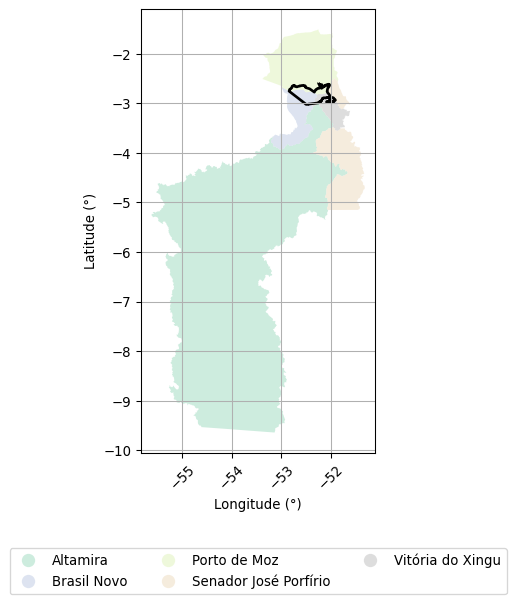 −2
−3
−4
−5
−6
−7
−8
−9
−10
Latitude (°)
−55
−54
−53
−52
Longitude (°)
Altamira
Porto de Moz
Vitória do Xingu
Brasil Novo
Senador José Porfírio